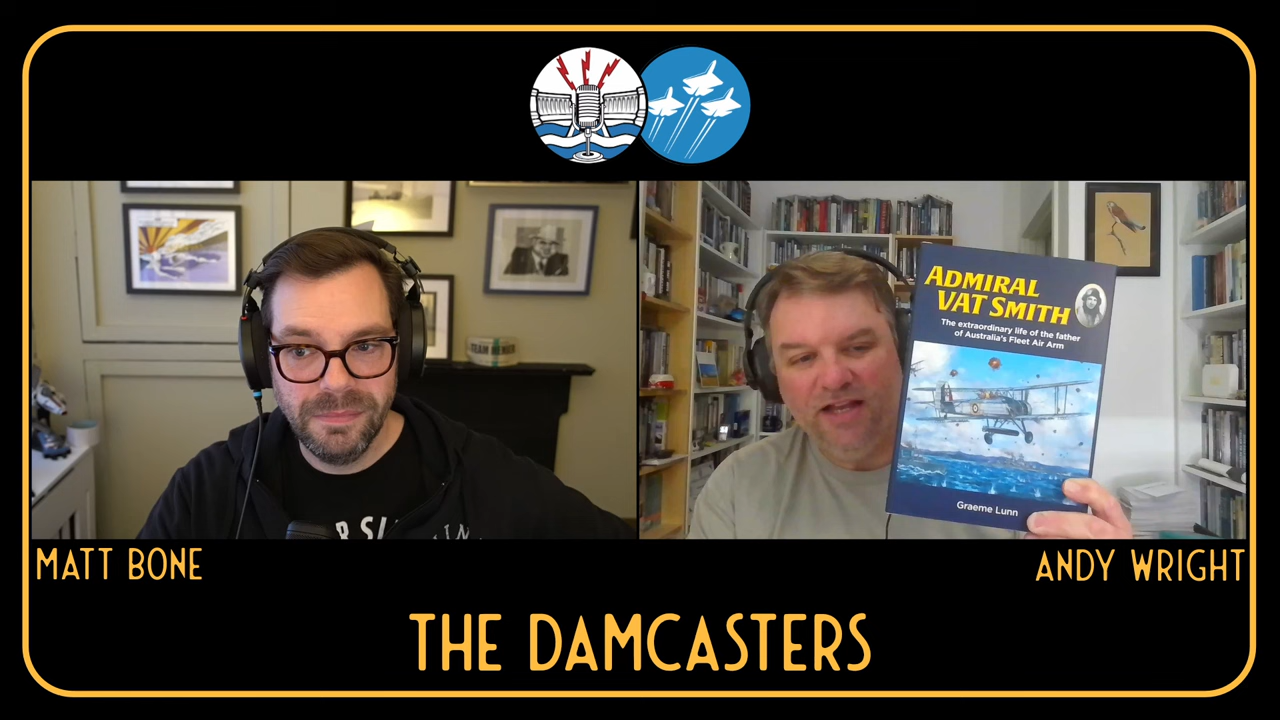 ADMIRAL
VAT SMITH
The extraordinary life of the father
of Australia's Fleet Air Arm
Graeme Lunn
MATT BONE
ANDY WRIGHT
THE DAMCASTERS